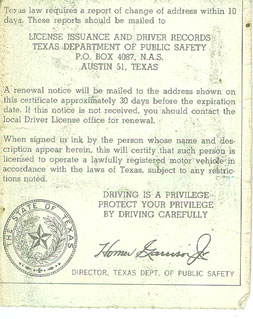 Texas law requires a report of change of address within 10
days. These reports should be mailed to
LICENSE ISSUANCE AND DRIVER RECORDS
TEXAS DEPARTMENT OF PUBLIC SAFETY
P.O. BOX 4087, N.A.S.
AUSTIN 51, TEXAS
A renewal notice will be mailed to the address shown on
this certificate approximately 30 days before the expiration
date. If this notice is not received, you should contact the
local Driver License office for renewal.
When signed in ink by the person whose name and des-
cription appear herein, this will certify that such person is
licensed to operate a lawfully registered motor vehicle in
accordance with the laws of Texas, subject to any restric-
tions noted.
DRIVING IS A PRIVILEGE
PROTECT YOUR PRIVILEGE
BY DRIVING CAREFULLY
THE STATE OF TEXAS
Homer Garrison Jr
DIRECTOR, TEXAS DEPT. OF PUBLIC SAFETY